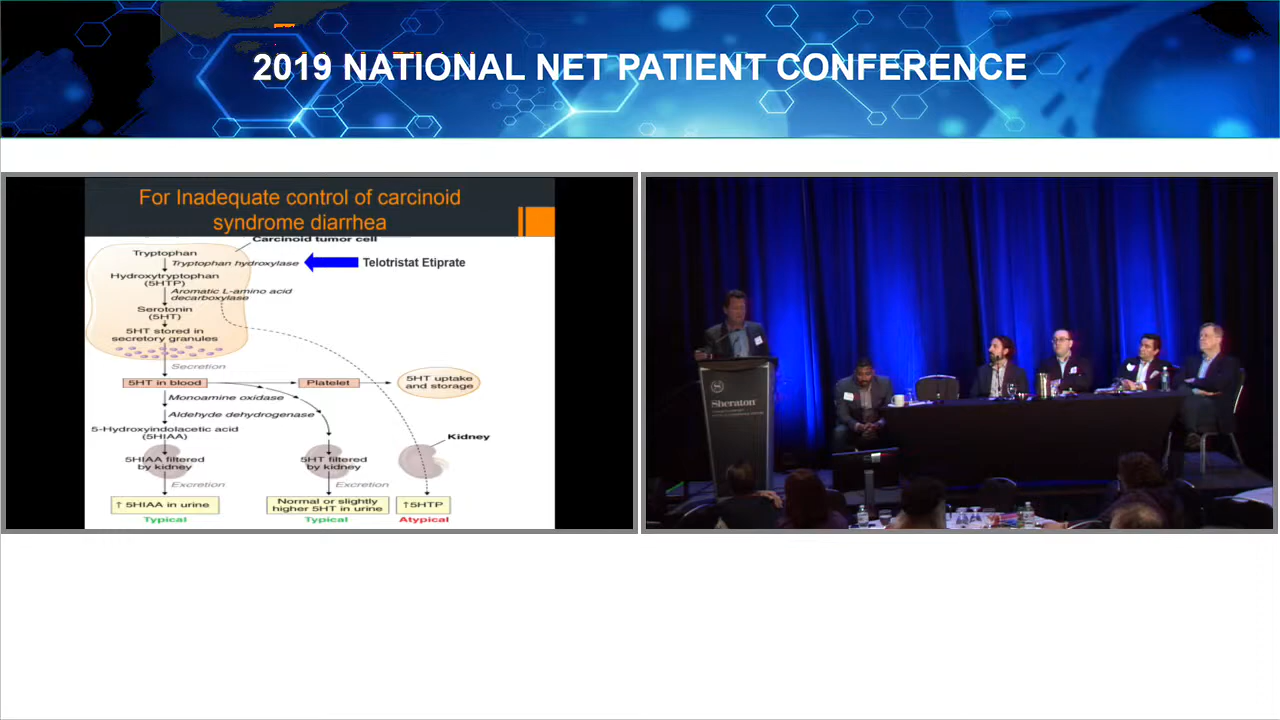 2019 NATIONAL NET PATIENT CONFERENCE
For Inadequate control of carcinoid
syndrome diarrhea
Carcinoid tumor cell
Tryptophan
Tryptophan hydroxylase
Telotristat Etiprate
Hydroxytryptophan
(5HTP)
Aromatic L-amino acid
decarboxylase
Serotonin
(5HT)
5HT stored in
secretory granules
Secretion
5HT in blood
Platelet
5HT uptake
and storage
Monoamine oxidase
Aldehyde dehydrogenase
5-Hydroxyindolacetic acid
(5HIAA)
Kidney
5HIAA filtered
by kidney
5HT filtered
by kidney
Excretion
Excretion
↑ 5HIAA in urine
Normal or slightly
higher 5HT in urine
↑5HTP
Typical
Typical
Atypical
Sheraton